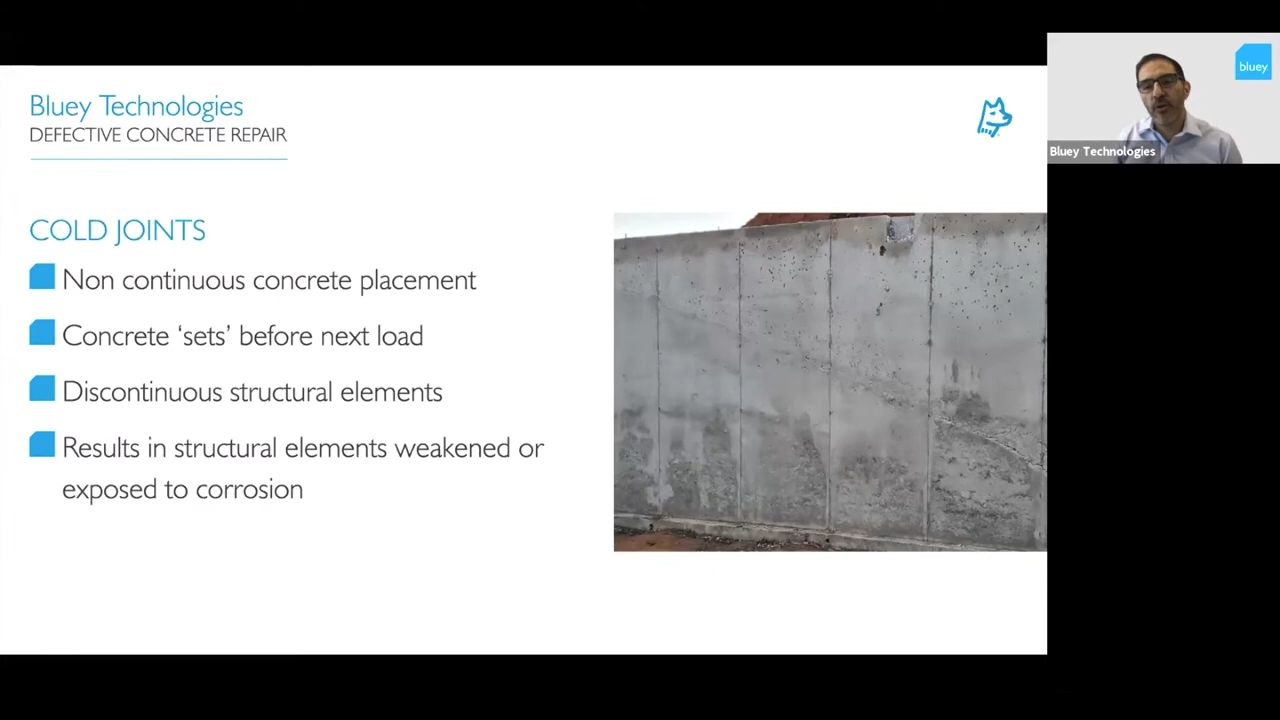 Bluey Technologies
DEFECTIVE CONCRETE REPAIR
COLD JOINTS
Non continuous concrete placement
Concrete ‘sets’ before next load
Discontinuous structural elements
Results in structural elements weakened or
exposed to corrosion
bluey
Bluey Technologies